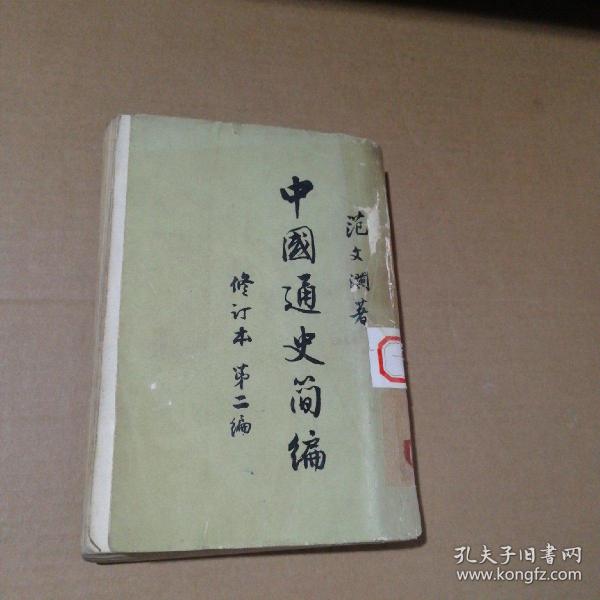 范文瀾著
中國通史简编
修订本 第二编
孔夫子旧书网
www.kongfz.com